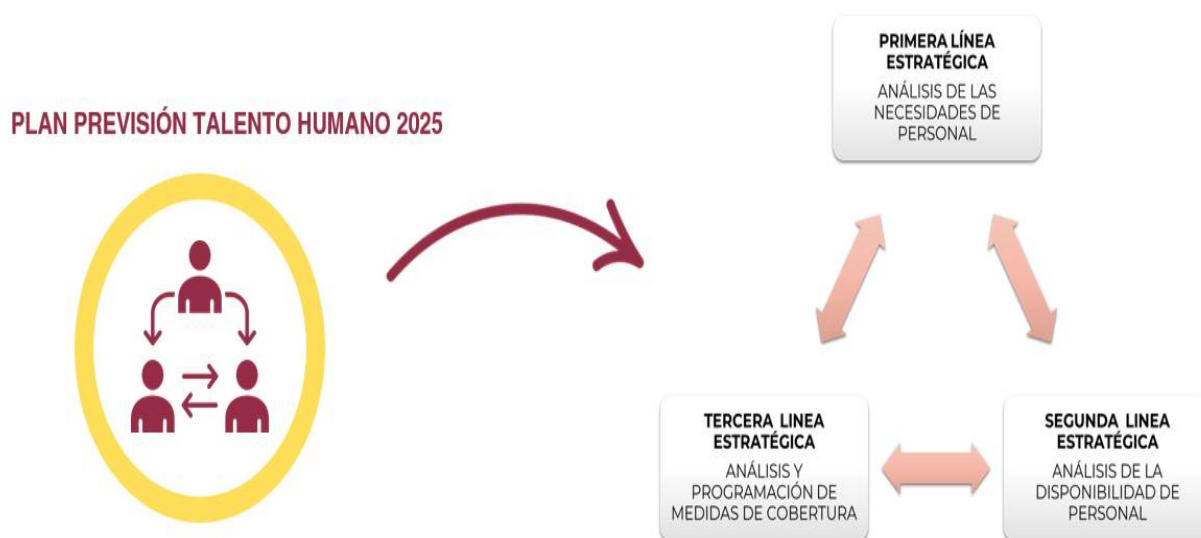 PLAN PREVISIÓN TALENTO HUMANO 2025
PRIMERA LÍNEA
ESTRATÉGICA
ANÁLISIS DE LAS
NECESIDADES DE
PERSONAL
TERCERA LINEA
ESTRATÉGICA
ANÁLISIS Y
PROGRAMACIÓN DE
MEDIDAS DE COBERTURA
SEGUNDA LINEA
ESTRATÉGICA
ANÁLISIS DE LA
DISPONIBILIDAD DE
PERSONAL